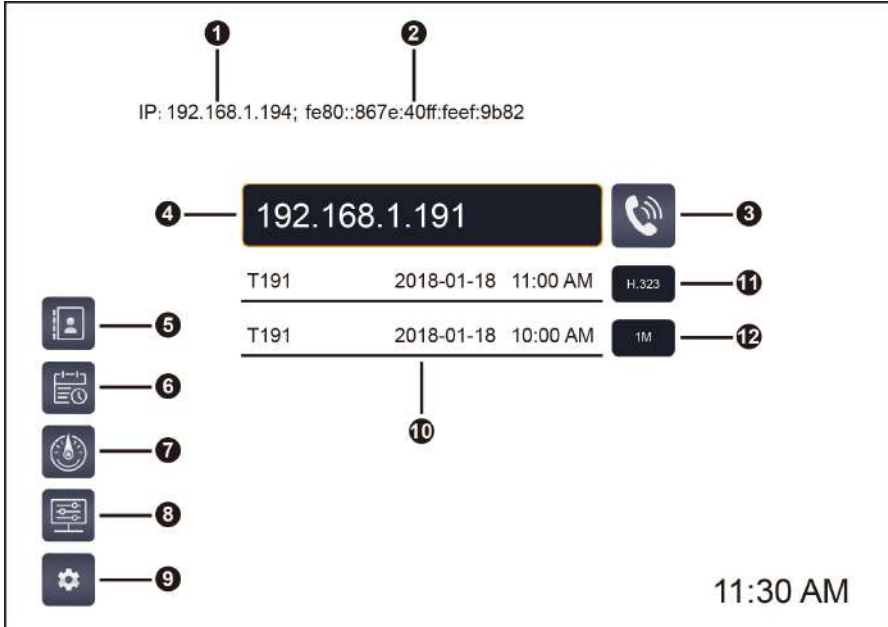 1 2
IP: 192.168.1.194; fe80::867e:40ff:feef:9b82
4 192.168.1.191 3
T191 2018-01-18 11:00 AM H.323 11
5
T191 2018-01-18 10:00 AM 1M 12
6
10
7
8
9
11:30 AM